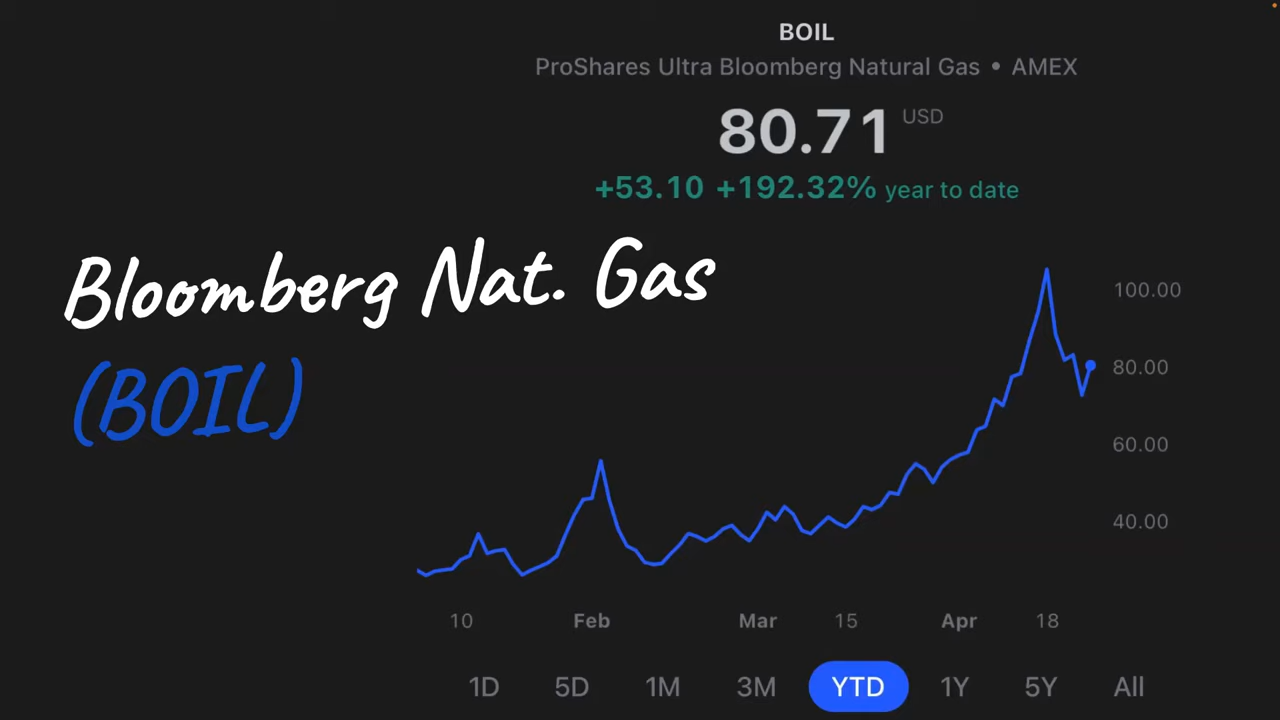 BOIL
ProShares Ultra Bloomberg Natural Gas • AMEX
80.71 USD
+53.10 +192.32% year to date
Bloomberg Nat. Gas
(BOIL)
100.00
80.00
60.00
40.00
10 Feb Mar 15 Apr 18
1D 5D 1M 3M YTD 1Y 5Y All